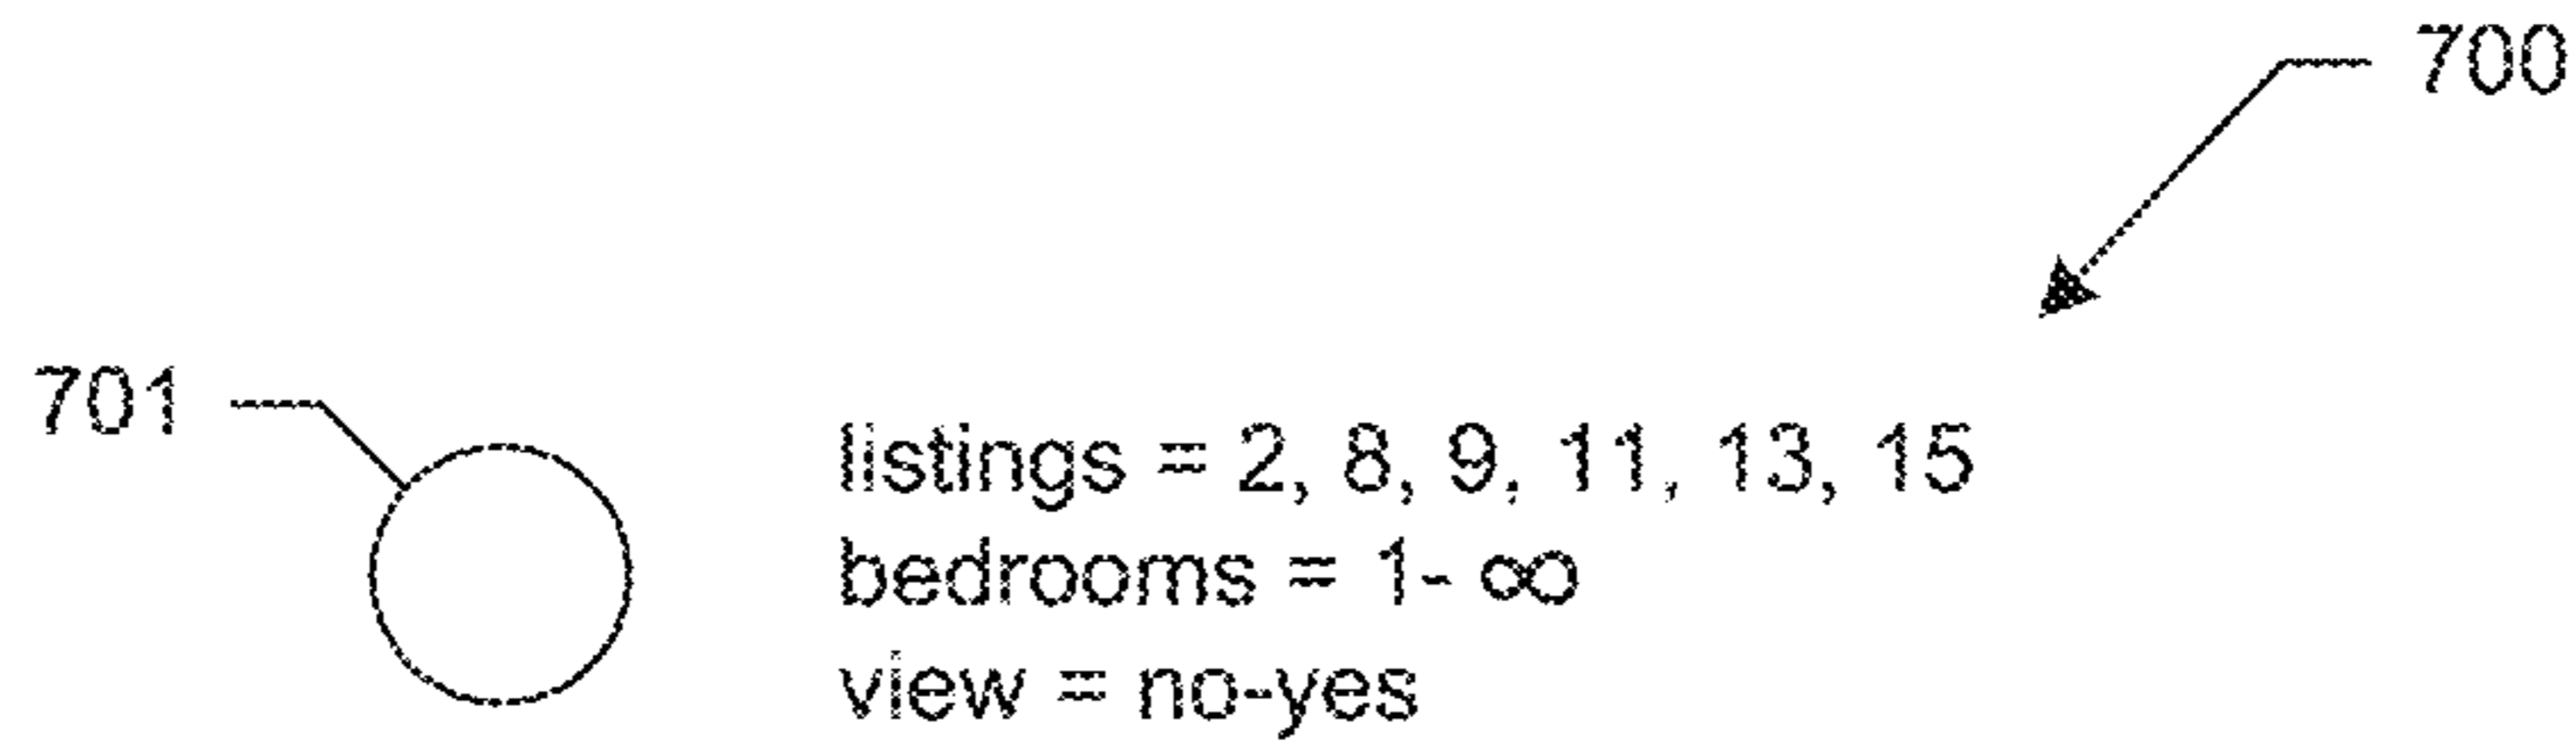 700
701
listings = 2, 8, 9, 11, 13, 15
bedrooms = 1- ∞
view = no-yes